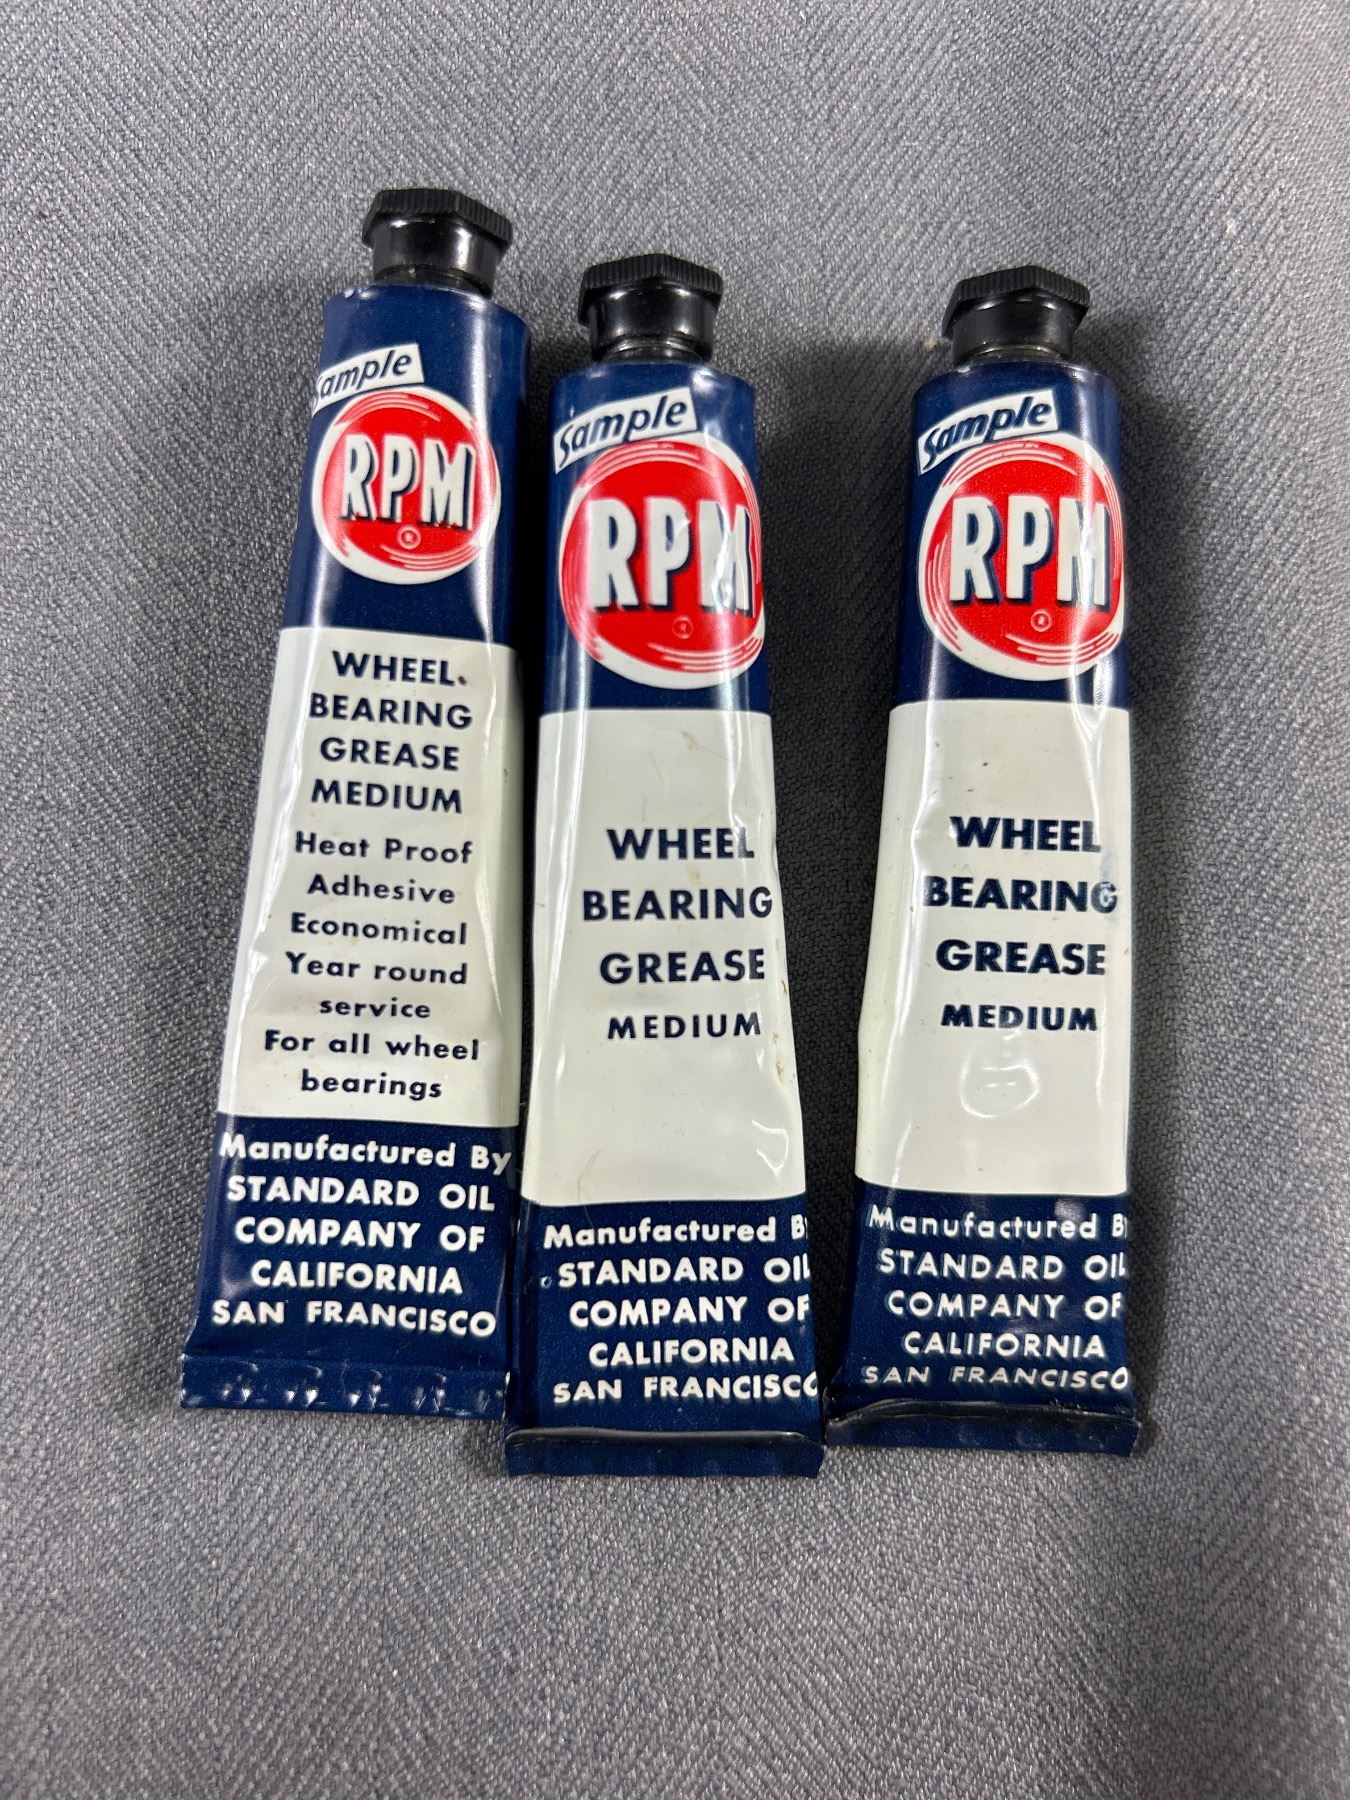 Sample
RPM
®
WHEEL
BEARING
GREASE
MEDIUM
Heat Proof
Adhesive
Economical
Year round
service
For all wheel
bearings
Manufactured By
STANDARD OIL
COMPANY OF
CALIFORNIA
SAN FRANCISCO
Sample
RPM
®
WHEEL
BEARING
GREASE
MEDIUM
Manufactured By
STANDARD OIL
COMPANY OF
CALIFORNIA
SAN FRANCISCO
Sample
RPM
®
WHEEL
BEARING
GREASE
MEDIUM
Manufactured By
STANDARD OIL
COMPANY OF
CALIFORNIA
SAN FRANCISCO